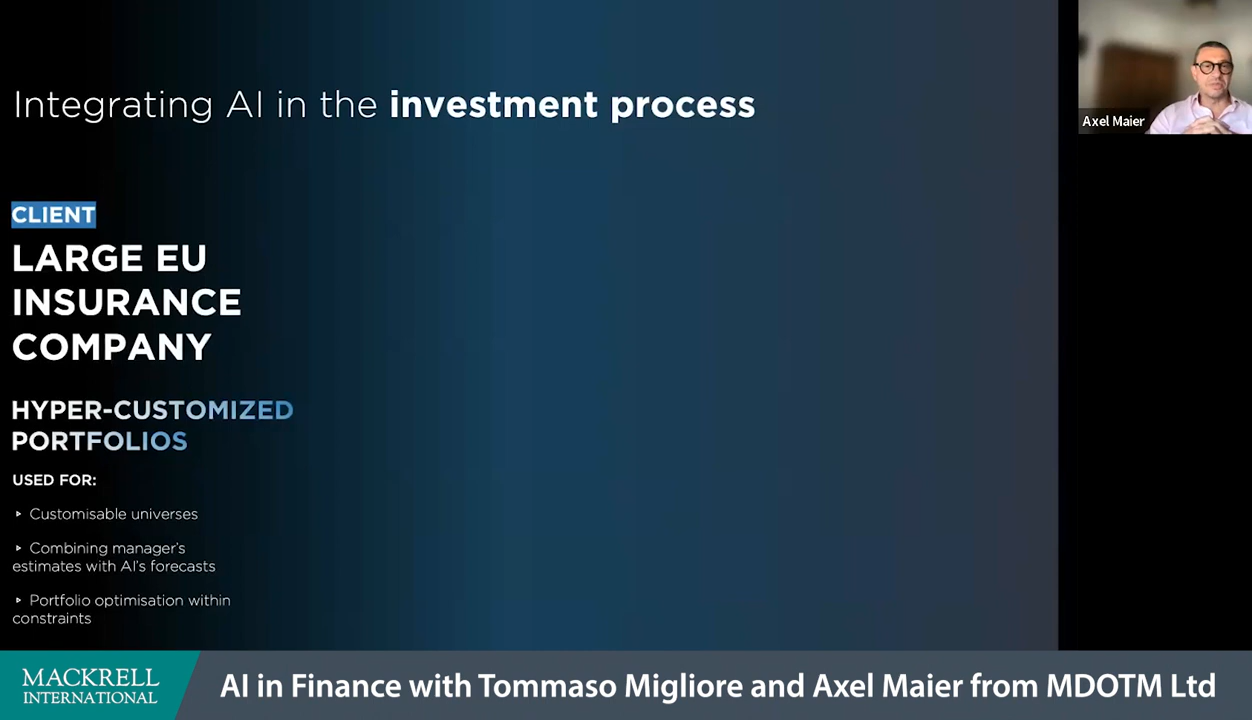 Integrating AI in the investment process
Axel Maier
CLIENT
LARGE EU
INSURANCE
COMPANY
HYPER-CUSTOMIZED
PORTFOLIOS
USED FOR:
‣ Customisable universes
‣ Combining manager's
estimates with AI's forecasts
‣ Portfolio optimisation within
constraints
MACKRELL
INTERNATIONAL
AI in Finance with Tommaso Migliore and Axel Maier from MDOTM Ltd